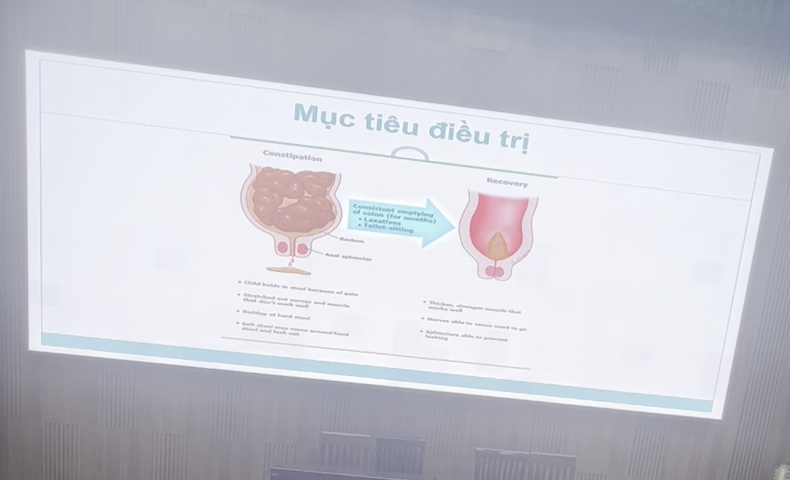 Mục tiêu điều trị
Constipation
Recovery
Consistent emptying
of colon (for months)
• Laxatives
• Toilet-sitting
Rectum
Anal sphincter
• Child holds in stool because of pain
• Stretched out nerves and muscle
that don't work well
• Buildup of hard stool
• Soft stool may ooze around hard
stool and leak out
• Thicker, stronger muscle that
works well
• Nerves able to sense need to go
• Sphincters able to prevent
leaking